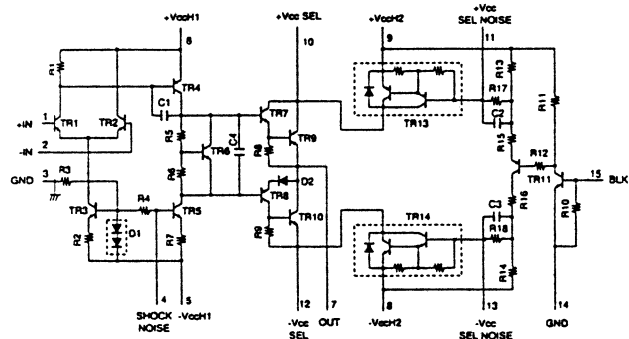 +VccH1
+Vcc SEL
+VccH2
+Vcc
SEL NOISE
6
10
9
11
R1
TR4
C1
+IN
1
TR1
TR2
-IN
2
R5
TR6
C4
TR7
R8
TR9
TR13
R17
R13
C2
R15
R11
R12
TR11
15
BLK
GND
3
R3
R6
D2
TR8
R16
R10
TR3
R4
TR5
R9
TR10
TR14
C3
R18
R2
D1
R7
R14
4
5
12
7
8
13
14
SHOCK
NOISE
-VccH1
-Vcc
SEL
OUT
-VccH2
-Vcc
SEL NOISE
GND